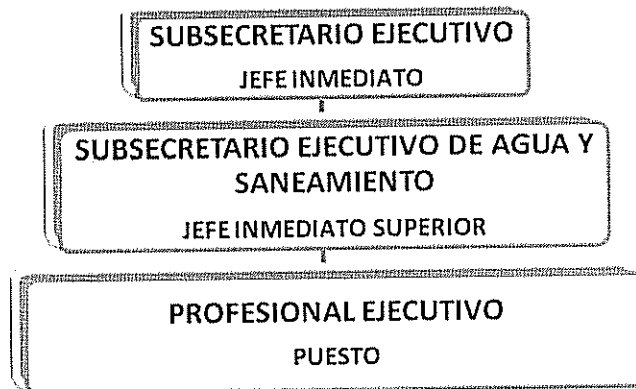 SUBSECRETARIO EJECUTIVO
JEFE INMEDIATO
SUBSECRETARIO EJECUTIVO DE AGUA Y
SANEAMIENTO
JEFE INMEDIATO SUPERIOR
PROFESIONAL EJECUTIVO
PUESTO